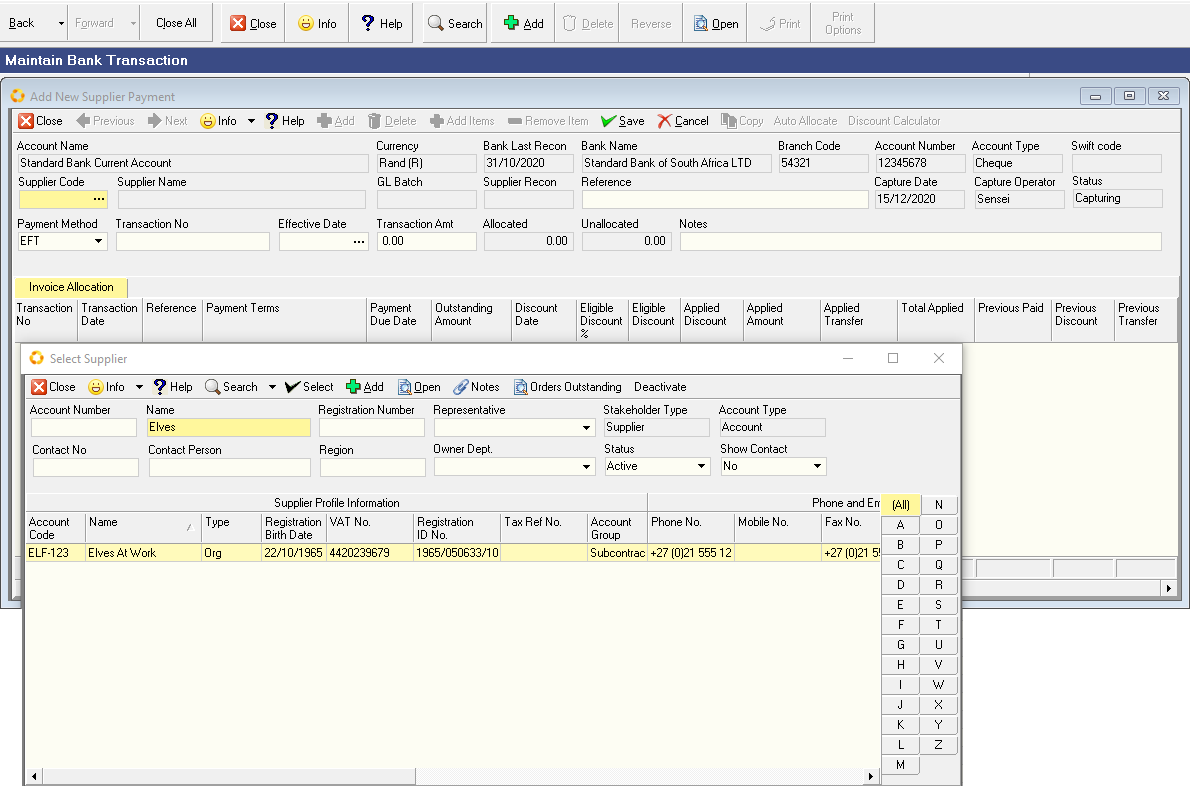 Back Forward Close All Close Info Help Search Add Delete Reverse Open Print Print Options
Maintain Bank Transaction
Add New Supplier Payment
Close Previous Next Info Help Add Delete Add Items Remove Item Save Cancel Copy Auto Allocate Discount Calculator
Account Name Currency Bank Last Recon Bank Name Branch Code Account Number Account Type Swift code
Standard Bank Current Account Rand (R) 31/10/2020 Standard Bank of South Africa LTD 54321 12345678 Cheque
Supplier Code Supplier Name GL Batch Supplier Recon Reference Capture Date Capture Operator Status
... 15/12/2020 Sensei Capturing
Payment Method Transaction No Effective Date Transaction Amt Allocated Unallocated Notes
EFT ... 0.00 0.00 0.00
Invoice Allocation
Transaction No Transaction Date Reference Payment Terms Payment Due Date Outstanding Amount Discount Date Eligible Discount % Eligible Discount Applied Discount Applied Amount Applied Transfer Total Applied Previous Paid Previous Discount Previous Transfer
Select Supplier
Close Info Help Search Select Add Open Notes Orders Outstanding Deactivate
Account Number Name Registration Number Representative Stakeholder Type Account Type
Elves Supplier Account
Contact No Contact Person Region Owner Dept. Status Show Contact
Active No
Supplier Profile Information Phone and Em
Account Code Name Type Registration Birth Date VAT No. Registration ID No. Tax Ref No. Account Group Phone No. Mobile No. Fax No.
ELF-123 Elves At Work Org 22/10/1965 4420239679 1965/050633/10 Subcontrac +27 (0)21 555 12 +27 (0)21 5
(All) N
A O
B P
C Q
D R
E S
F T
G U
H V
I W
J X
K Y
L Z
M